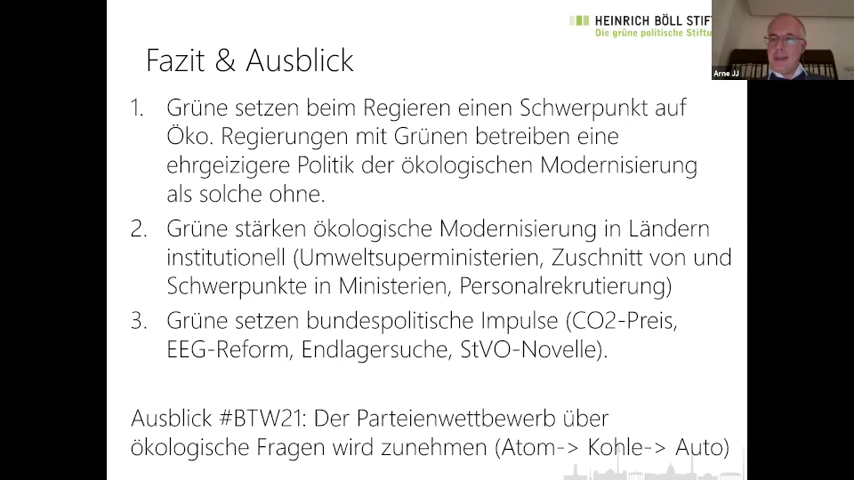 HEINRICH BÖLL STIF
Die grüne politische Stiftu
Arne JJ
Fazit & Ausblick
1. Grüne setzen beim Regieren einen Schwerpunkt auf
Öko. Regierungen mit Grünen betreiben eine
ehrgeizigere Politik der ökologischen Modernisierung
als solche ohne.
2. Grüne stärken ökologische Modernisierung in Ländern
institutionell (Umweltsuperministerien, Zuschnitt von und
Schwerpunkte in Ministerien, Personalrekrutierung)
3. Grüne setzen bundespolitische Impulse (CO2-Preis,
EEG-Reform, Endlagersuche, StVO-Novelle).
Ausblick #BTW21: Der Parteienwettbewerb über
ökologische Fragen wird zunehmen (Atom-> Kohle-> Auto)